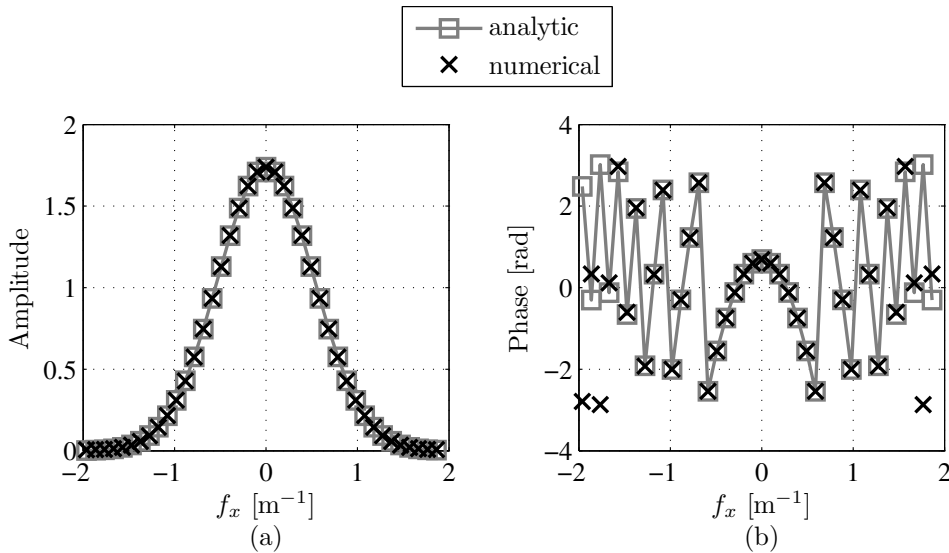 analytic
numerical
Amplitude
2
1.5
1
0.5
0
−2
−1
0
1
2
f_x [m⁻¹]
(a)
Phase [rad]
4
2
0
−2
−4
−2
−1
0
1
2
f_x [m⁻¹]
(b)